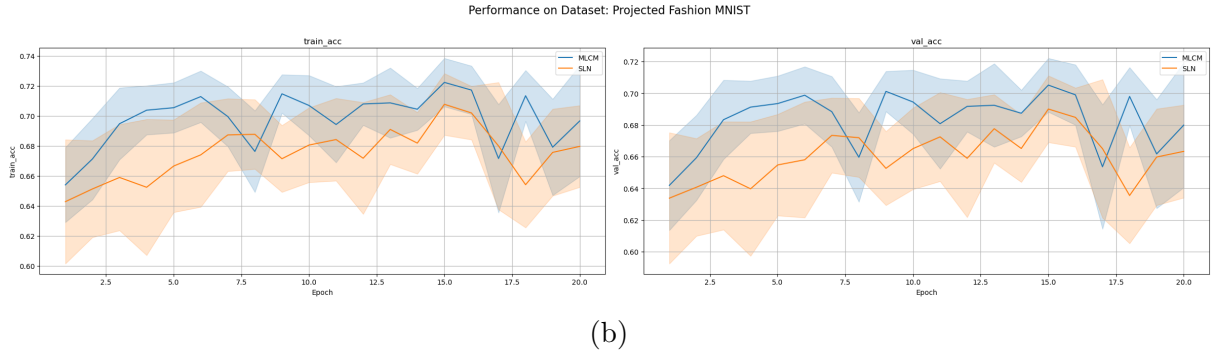 Performance on Dataset: Projected Fashion MNIST
train_acc
0.74
0.72
0.70
0.68
0.66
0.64
0.62
0.60
train_acc
MLCM
SLN
2.5 5.0 7.5 10.0 12.5 15.0 17.5 20.0
Epoch
val_acc
0.72
0.70
0.68
0.66
0.64
0.62
0.60
val_acc
MLCM
SLN
2.5 5.0 7.5 10.0 12.5 15.0 17.5 20.0
Epoch
(b)